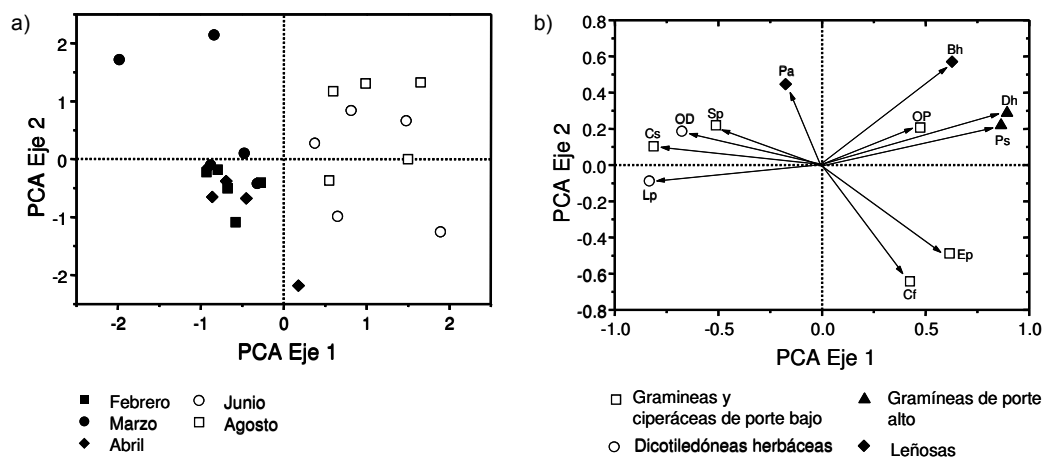 a)
PCA Eje 2
2
1
0
-1
-2
-2
-1
0
1
2
PCA Eje 1
Febrero
Marzo
Abril
Junio
Agosto
b)
PCA Eje 2
0.8
0.6
0.4
0.2
0.0
-0.2
-0.4
-0.6
-0.8
-1.0
-0.5
0.0
0.5
1.0
PCA Eje 1
Bh
Pa
Dh
OP
Ps
Sp
OD
Cs
Lp
Ep
Cf
Gramineas y
ciperáceas de porte bajo
Dicotiledóneas herbáceas
Gramíneas de porte
alto
Leñosas